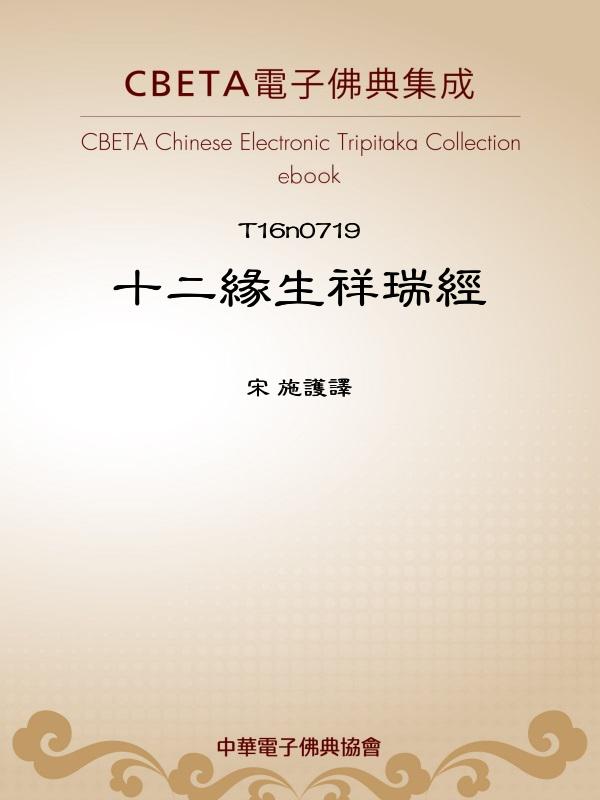 CBETA電子佛典集成
CBETA Chinese Electronic Tripitaka Collection
ebook
T16n0719
十二緣生祥瑞經
宋 施護譯
中華電子佛典協會